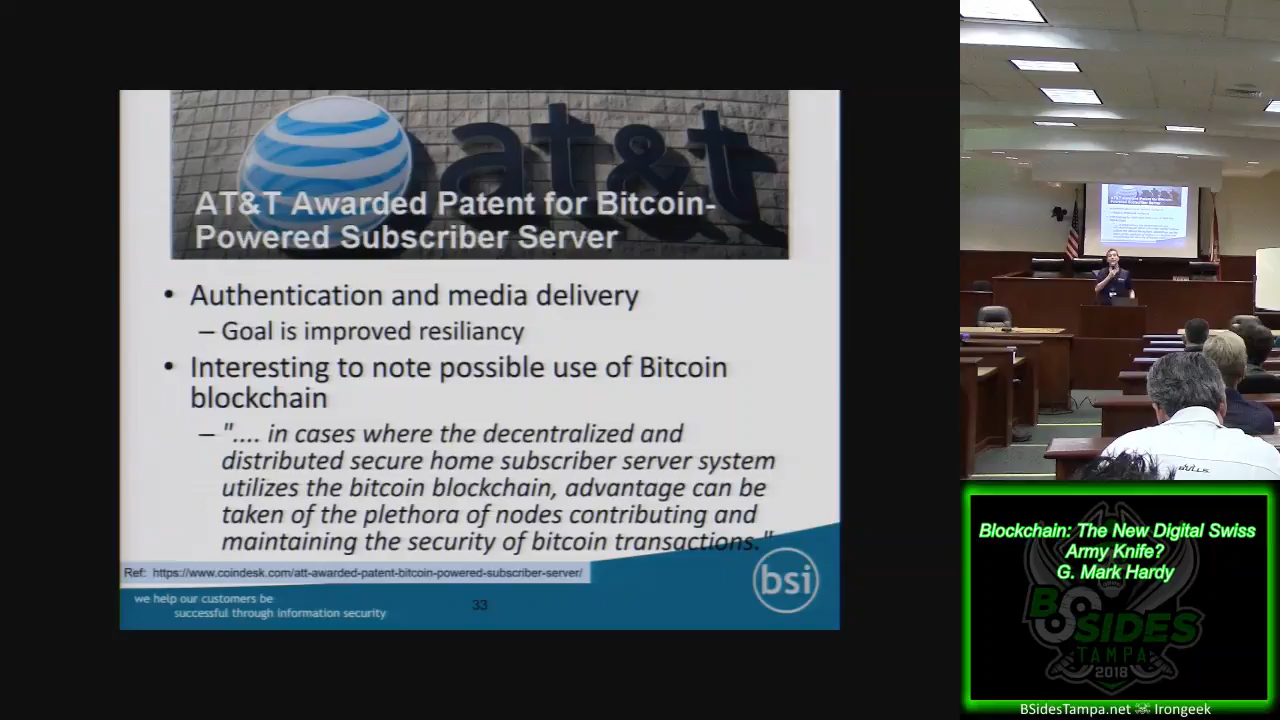 at&t
AT&T Awarded Patent for Bitcoin-
Powered Subscriber Server
• Authentication and media delivery
– Goal is improved resiliancy
• Interesting to note possible use of Bitcoin
blockchain
– ".... in cases where the decentralized and
distributed secure home subscriber server system
utilizes the bitcoin blockchain, advantage can be
taken of the plethora of nodes contributing and
maintaining the security of bitcoin transactions."
Ref: https://www.coindesk.com/att-awarded-patent-bitcoin-powered-subscriber-server/
we help our customers be
successful through information security
33
bsi
BULLS
Blockchain: The New Digital Swiss
Army Knife?
G. Mark Hardy
BSIDES
TAMPA
2018
BSidesTampa.net Irongeek